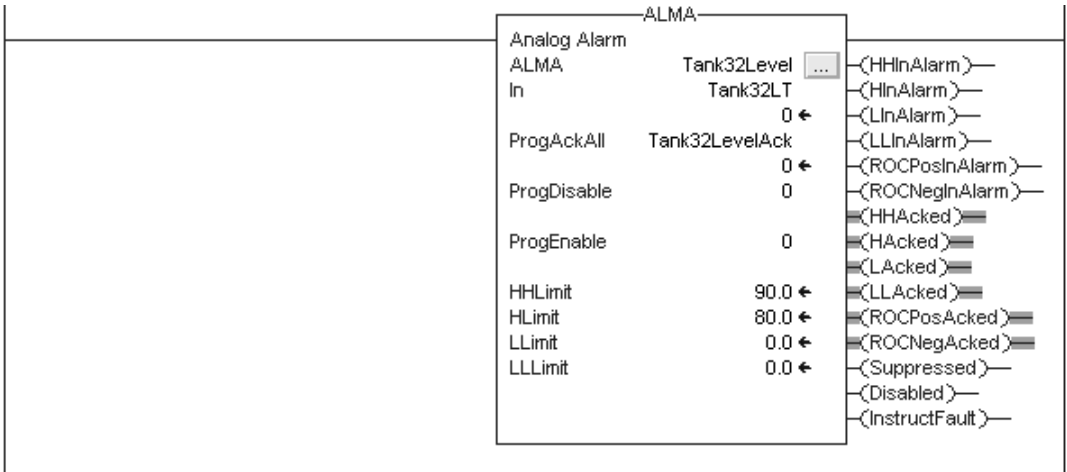 ALMA
Analog Alarm
ALMA Tank32Level ... (HHInAlarm)
In Tank32LT (HInAlarm)
0 (LInAlarm)
ProgAckAll Tank32LevelAck (LLInAlarm)
0 (ROCPosInAlarm)
ProgDisable 0 (ROCNegInAlarm)
(HHAcked)
ProgEnable 0 (HAcked)
(LAcked)
HHLimit 90.0 (LLAcked)
HLimit 80.0 (ROCPosAcked)
LLimit 0.0 (ROCNegAcked)
LLLimit 0.0 (Suppressed)
(Disabled)
(InstructFault)